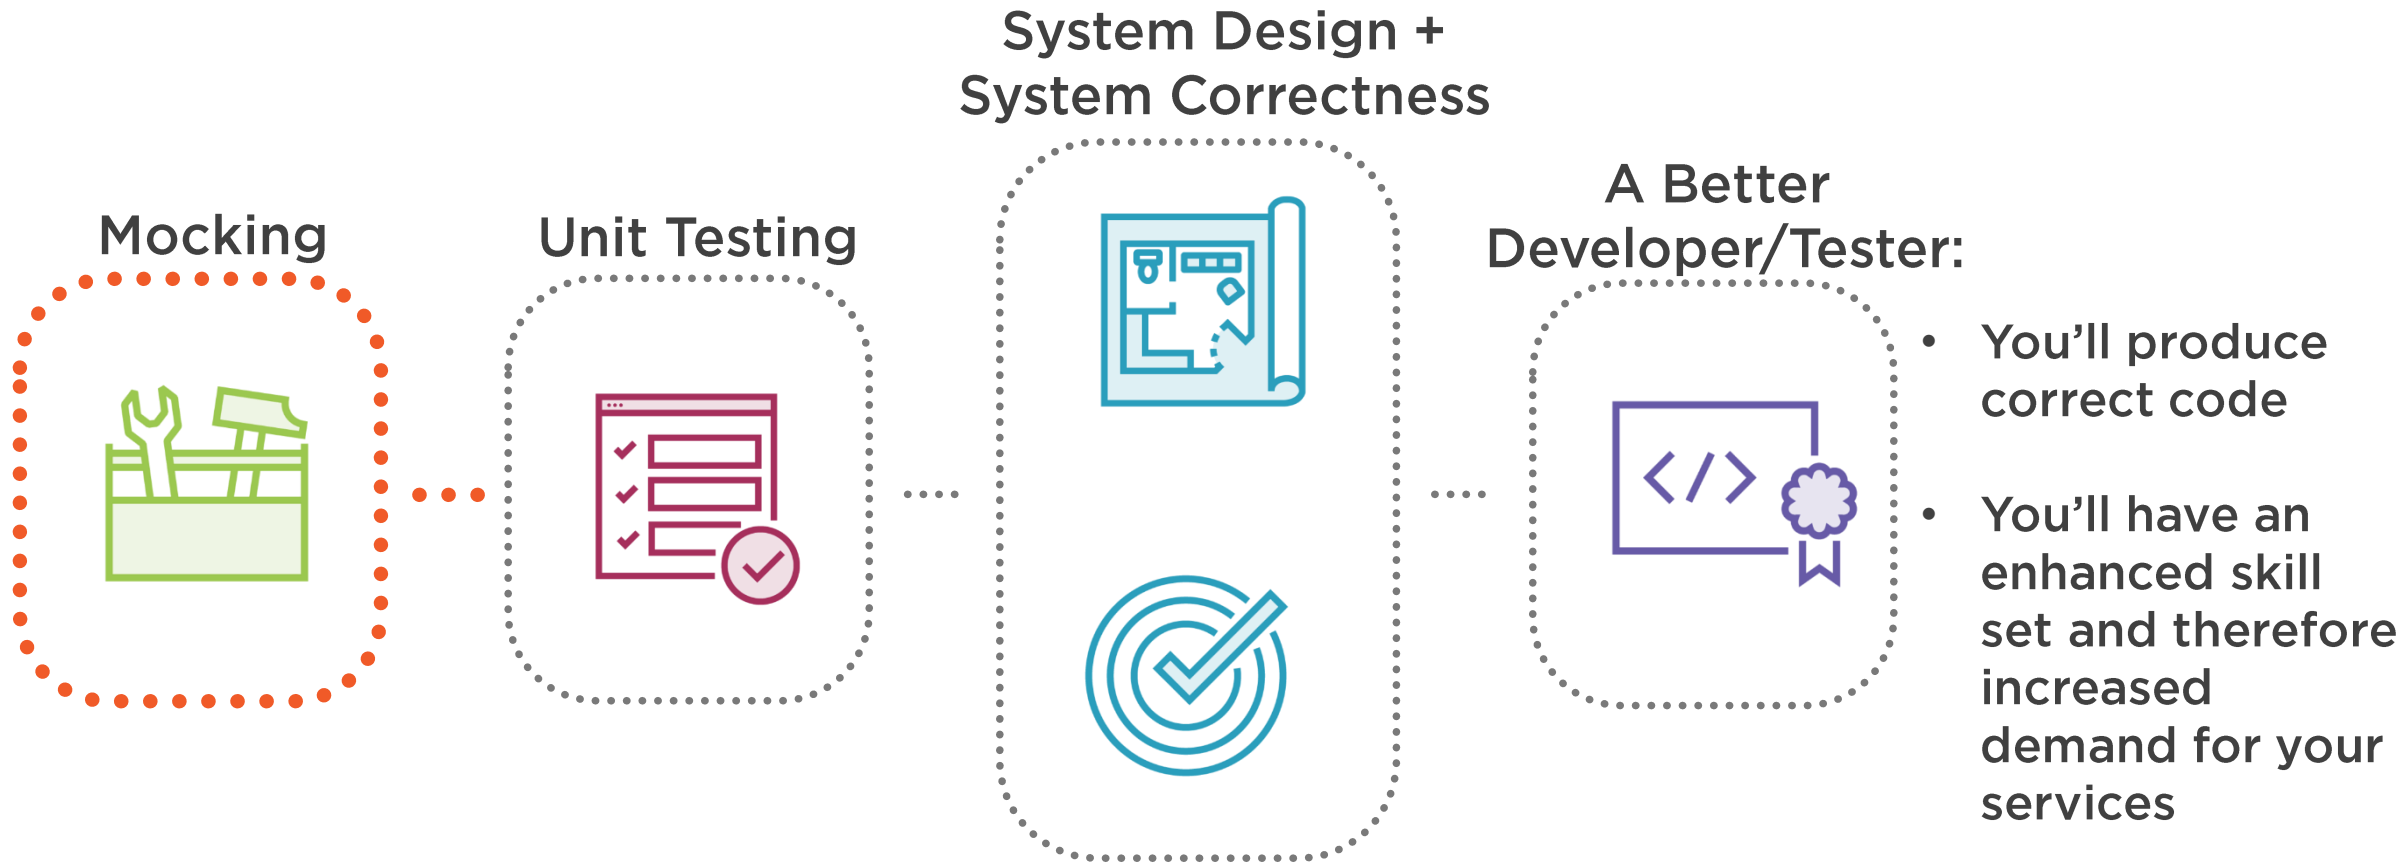 System Design +
System Correctness
Mocking
Unit Testing
A Better
Developer/Tester:
• You’ll produce
correct code
• You’ll have an
enhanced skill
set and therefore
increased
demand for your
services